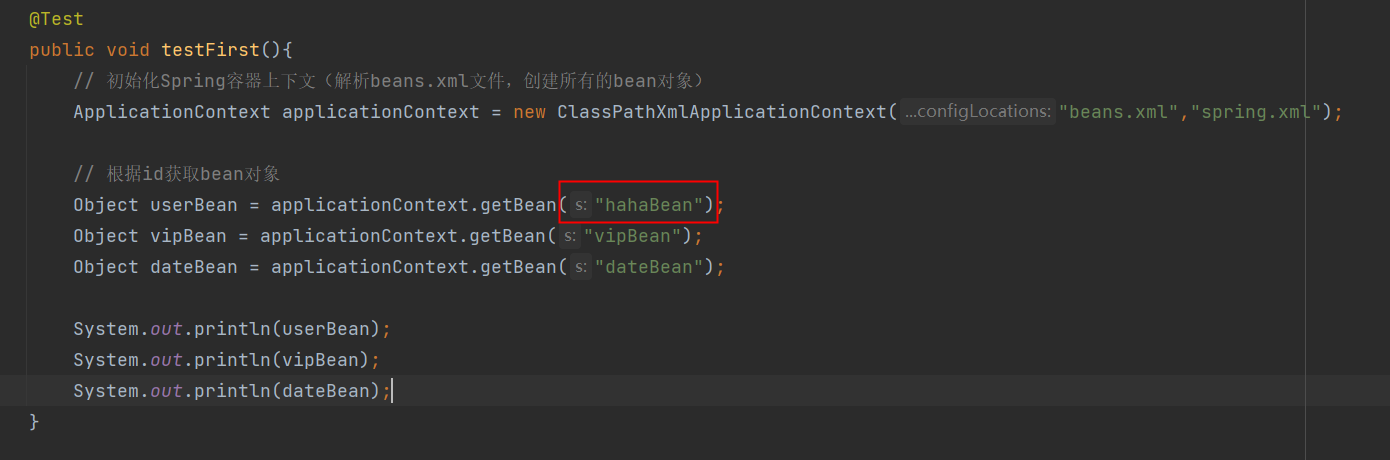 @Test
public void testFirst(){
// 初始化Spring容器上下文（解析beans.xml文件，创建所有的bean对象）
ApplicationContext applicationContext = new ClassPathXmlApplicationContext( ...configLocations: "beans.xml","spring.xml");
// 根据id获取bean对象
Object userBean = applicationContext.getBean( s: "hahaBean");
Object vipBean = applicationContext.getBean( s: "vipBean");
Object dateBean = applicationContext.getBean( s: "dateBean");
System.out.println(userBean);
System.out.println(vipBean);
System.out.println(dateBean);
}